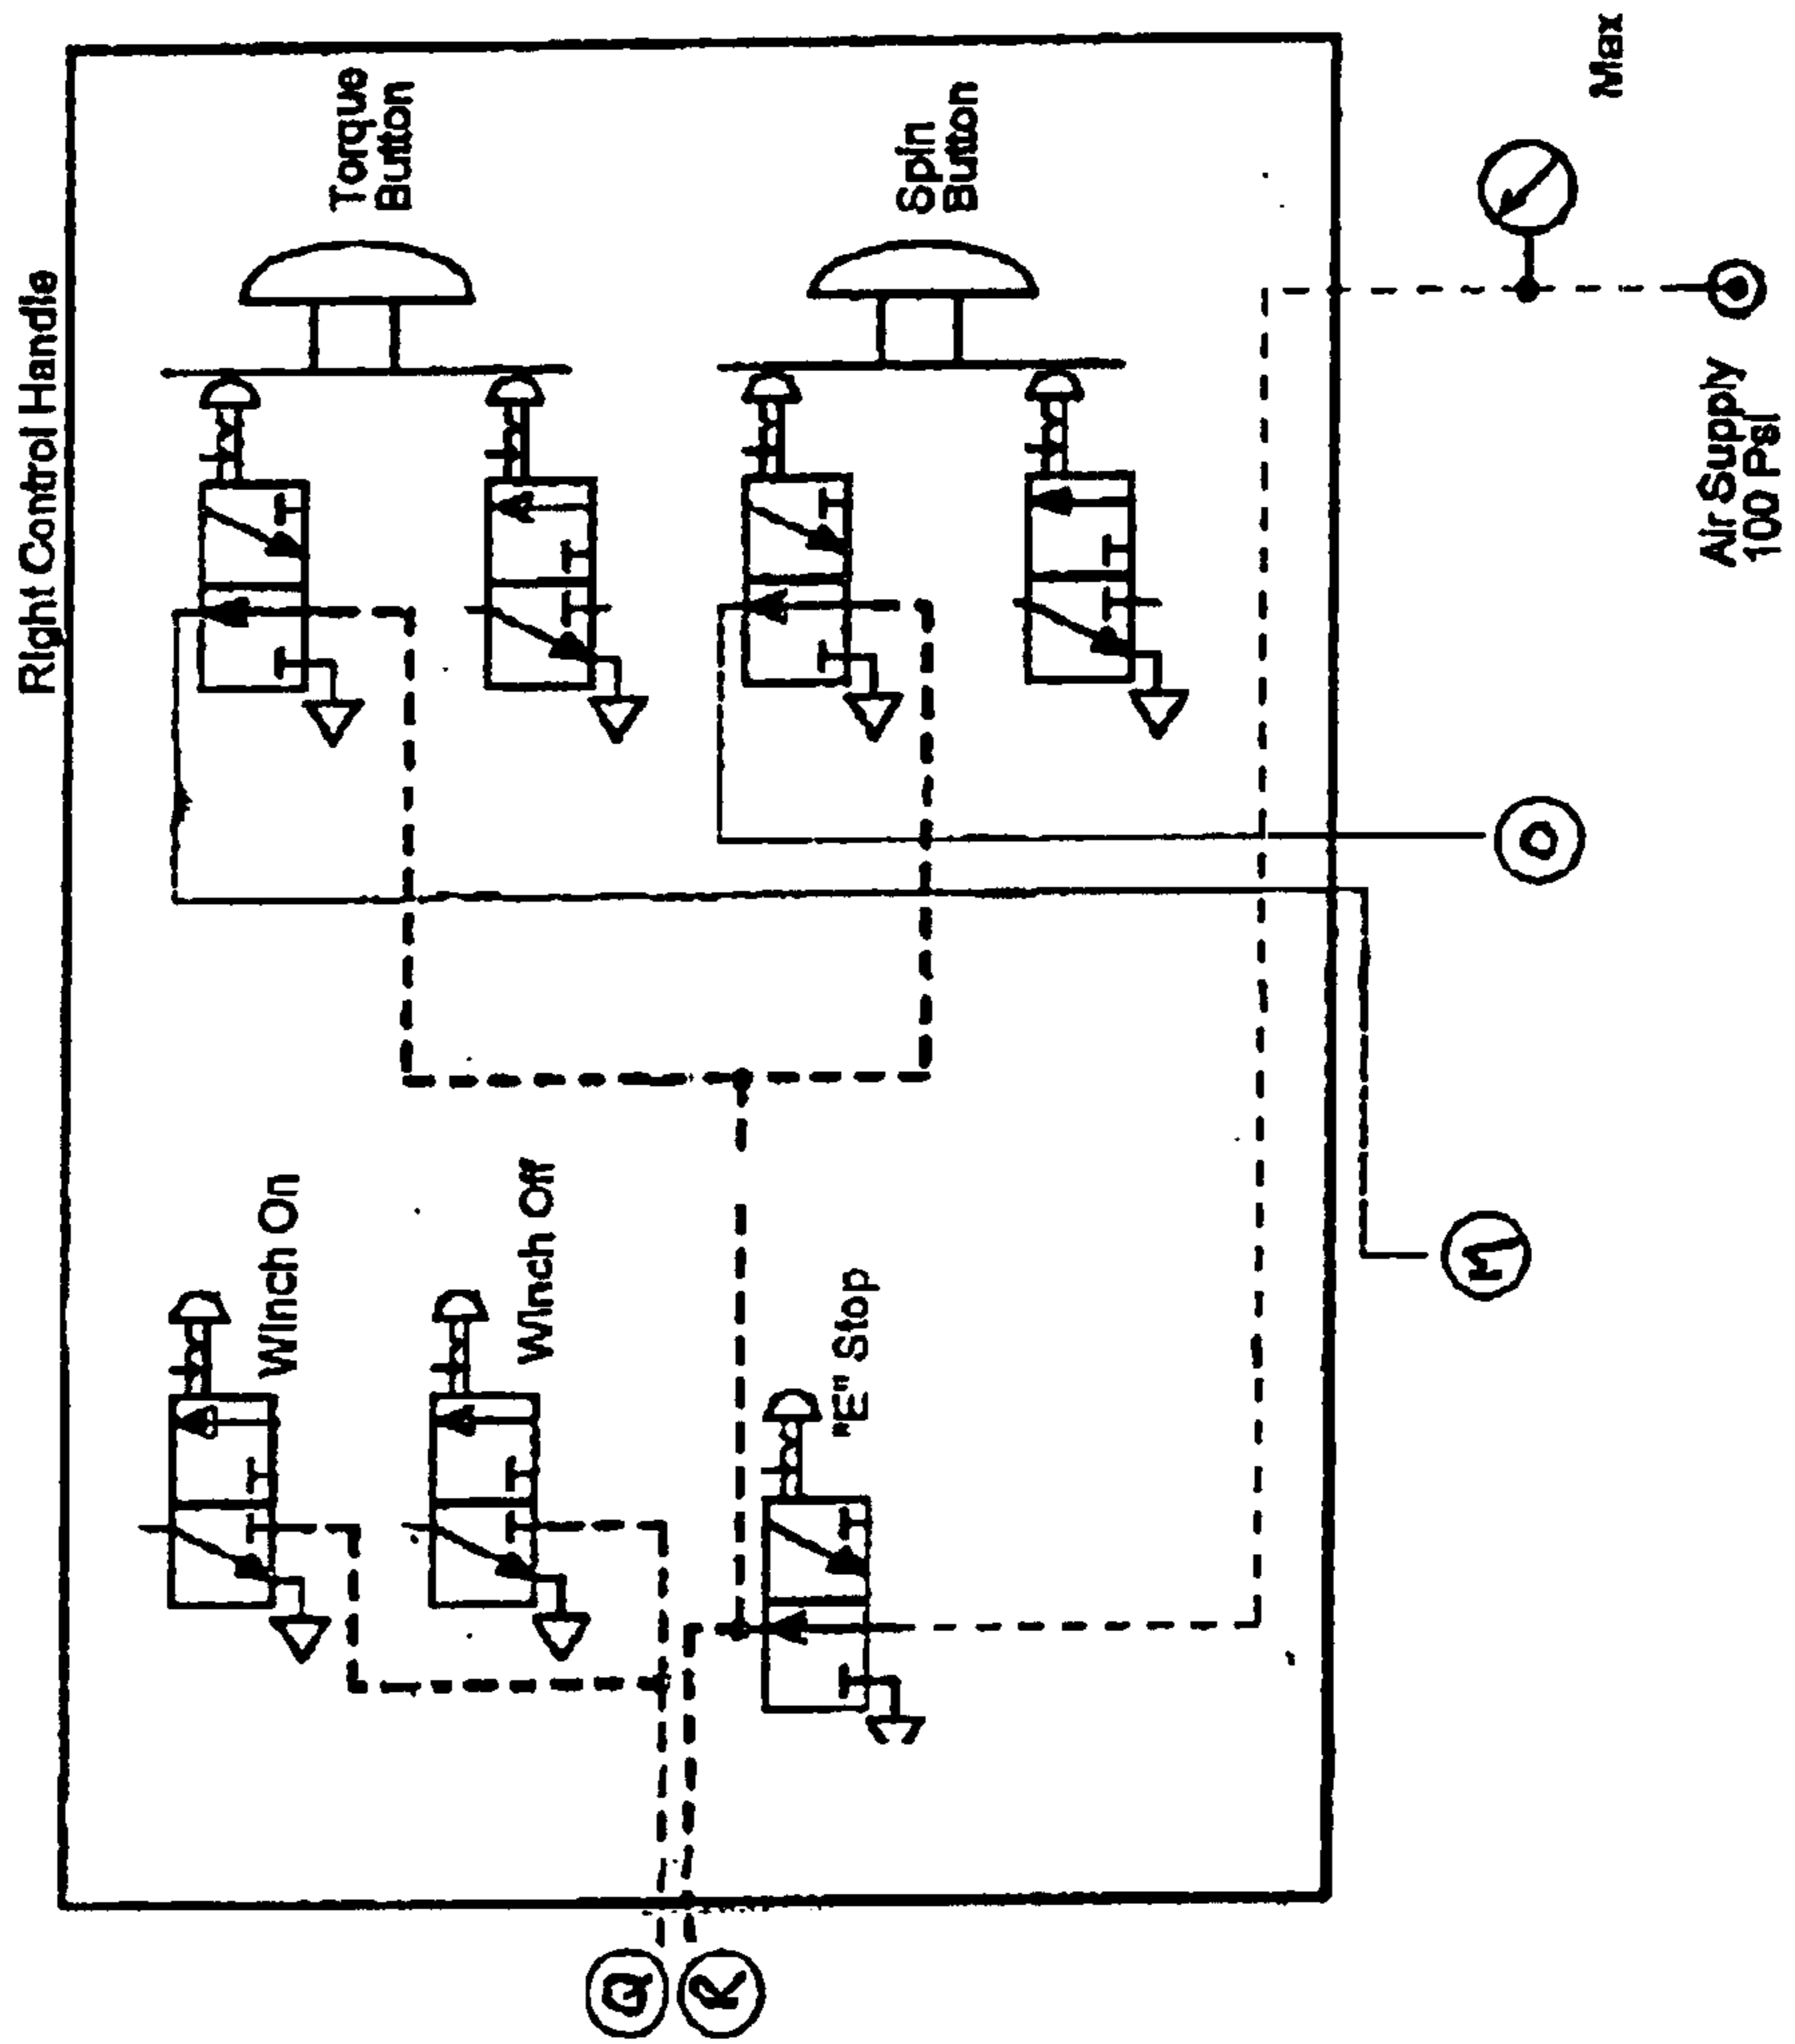 Right Control Handle
Winch On
Torque
Button
Winch Off
"E" Stop
Spin
Button
Q
R
M
O
Max
Air Supply
100 Psi